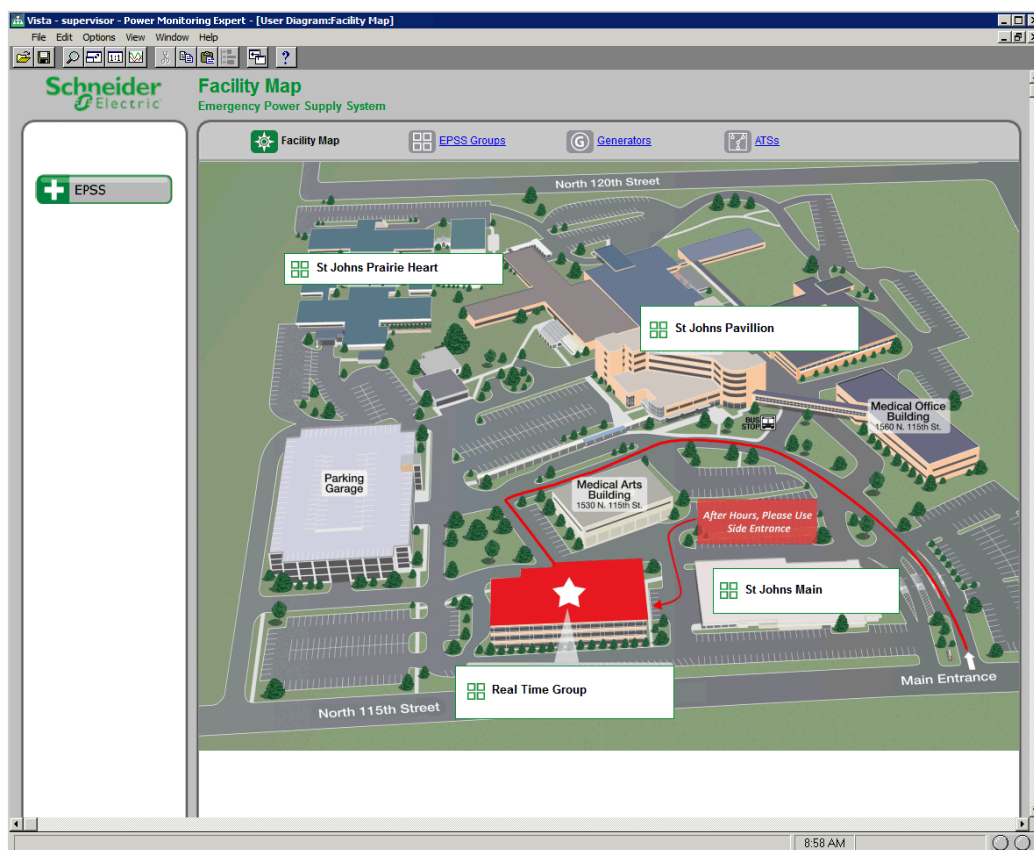 Vista - supervisor - Power Monitoring Expert - [User Diagram:Facility Map]
File Edit Options View Window Help
1:1
?
Schneider
Electric
Facility Map
Emergency Power Supply System
Facility Map
EPSS Groups
G
Generators
ATSs
EPSS
North 120th Street
St Johns Prairie Heart
St Johns Pavillion
Medical Office
Building
1560 N. 115th St.
BUS
STOP
Parking
Garage
Medical Arts
Building
1530 N. 115th St.
After Hours, Please Use
Side Entrance
St Johns Main
Real Time Group
Main Entrance
North 115th Street
8:58 AM